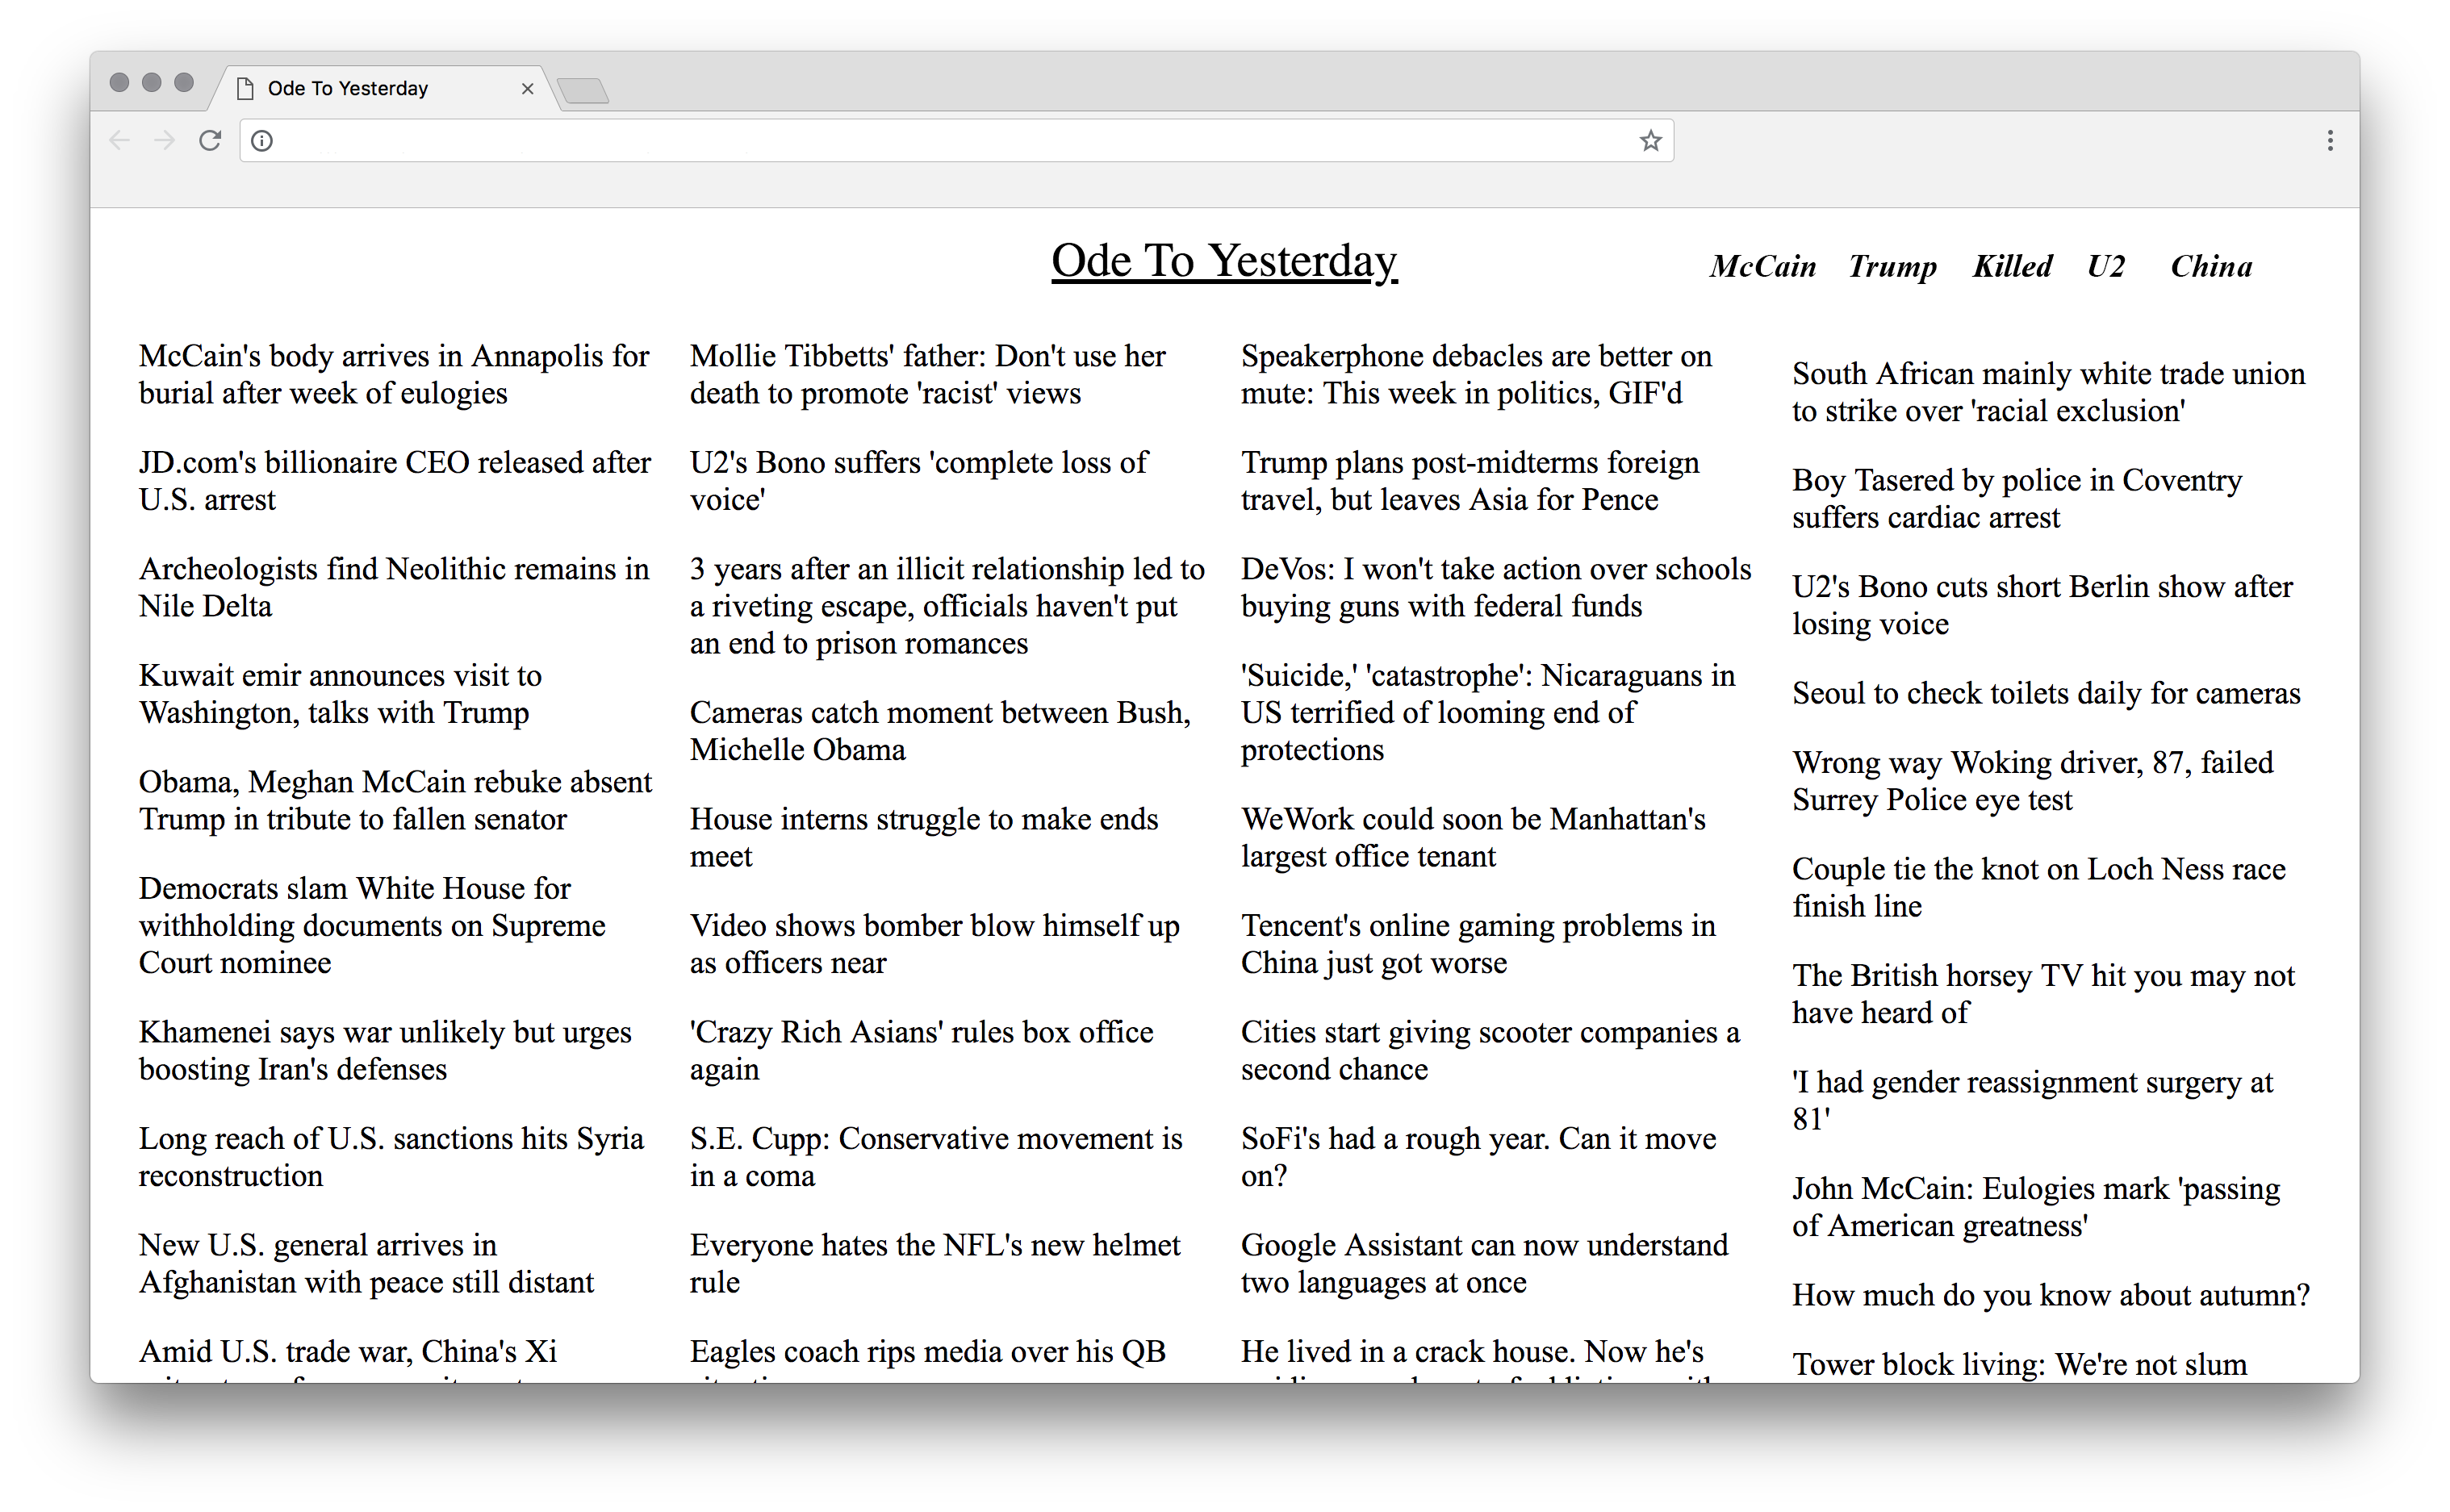 Ode To Yesterday
Ode To Yesterday
McCain Trump Killed U2 China
McCain's body arrives in Annapolis for
burial after week of eulogies
JD.com's billionaire CEO released after
U.S. arrest
Archeologists find Neolithic remains in
Nile Delta
Kuwait emir announces visit to
Washington, talks with Trump
Obama, Meghan McCain rebuke absent
Trump in tribute to fallen senator
Democrats slam White House for
withholding documents on Supreme
Court nominee
Khamenei says war unlikely but urges
boosting Iran's defenses
Long reach of U.S. sanctions hits Syria
reconstruction
New U.S. general arrives in
Afghanistan with peace still distant
Amid U.S. trade war, China's Xi
Mollie Tibbetts' father: Don't use her
death to promote 'racist' views
U2's Bono suffers 'complete loss of
voice'
3 years after an illicit relationship led to
a riveting escape, officials haven't put
an end to prison romances
Cameras catch moment between Bush,
Michelle Obama
House interns struggle to make ends
meet
Video shows bomber blow himself up
as officers near
'Crazy Rich Asians' rules box office
again
S.E. Cupp: Conservative movement is
in a coma
Everyone hates the NFL's new helmet
rule
Eagles coach rips media over his QB
Speakerphone debacles are better on
mute: This week in politics, GIF'd
Trump plans post-midterms foreign
travel, but leaves Asia for Pence
DeVos: I won't take action over schools
buying guns with federal funds
'Suicide,' 'catastrophe': Nicaraguans in
US terrified of looming end of
protections
WeWork could soon be Manhattan's
largest office tenant
Tencent's online gaming problems in
China just got worse
Cities start giving scooter companies a
second chance
SoFi's had a rough year. Can it move
on?
Google Assistant can now understand
two languages at once
He lived in a crack house. Now he's
South African mainly white trade union
to strike over 'racial exclusion'
Boy Tasered by police in Coventry
suffers cardiac arrest
U2's Bono cuts short Berlin show after
losing voice
Seoul to check toilets daily for cameras
Wrong way Woking driver, 87, failed
Surrey Police eye test
Couple tie the knot on Loch Ness race
finish line
The British horsey TV hit you may not
have heard of
'I had gender reassignment surgery at
81'
John McCain: Eulogies mark 'passing
of American greatness'
How much do you know about autumn?
Tower block living: We're not slum